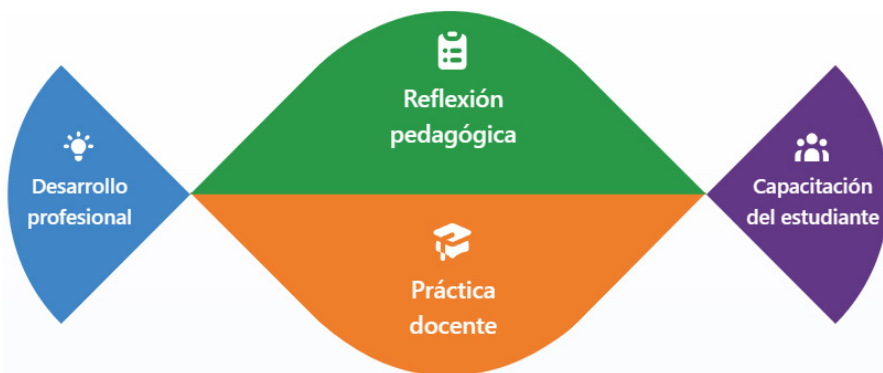 Reflexión
pedagógica
Desarrollo
profesional
Capacitación
del estudiante
Práctica
docente